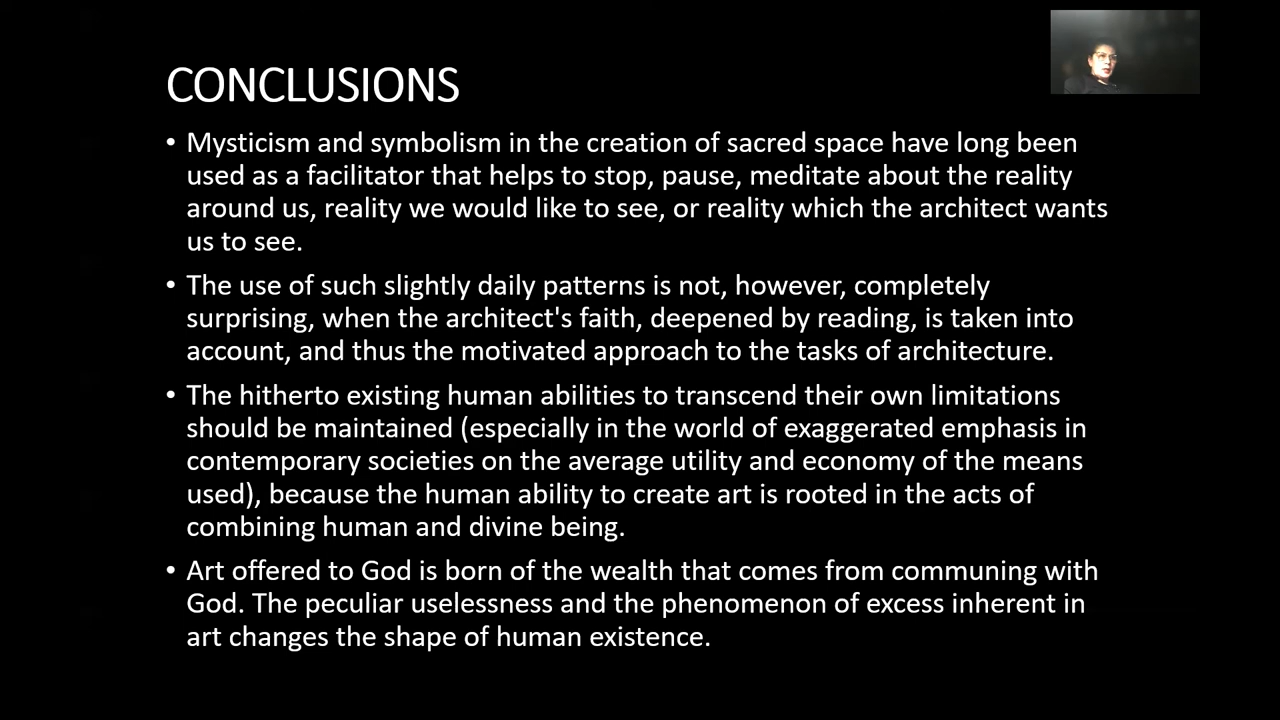 CONCLUSIONS
• Mysticism and symbolism in the creation of sacred space have long been
used as a facilitator that helps to stop, pause, meditate about the reality
around us, reality we would like to see, or reality which the architect wants
us to see.
• The use of such slightly daily patterns is not, however, completely
surprising, when the architect's faith, deepened by reading, is taken into
account, and thus the motivated approach to the tasks of architecture.
• The hitherto existing human abilities to transcend their own limitations
should be maintained (especially in the world of exaggerated emphasis in
contemporary societies on the average utility and economy of the means
used), because the human ability to create art is rooted in the acts of
combining human and divine being.
• Art offered to God is born of the wealth that comes from communing with
God. The peculiar uselessness and the phenomenon of excess inherent in
art changes the shape of human existence.